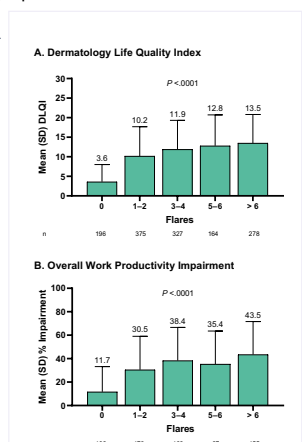 A. Dermatology Life Quality Index
Mean (SD) DLQI
30
25
20
15
10
5
0
P <.0001
3.6
10.2
11.9
12.8
13.5
0 1–2 3–4 5–6 > 6
Flares
n 196 375 327 164 278
B. Overall Work Productivity Impairment
Mean (SD) % Impairment
100
80
60
40
20
0
P <.0001
11.7
30.5
38.4
35.4
43.5
0 1–2 3–4 5–6 > 6
Flares